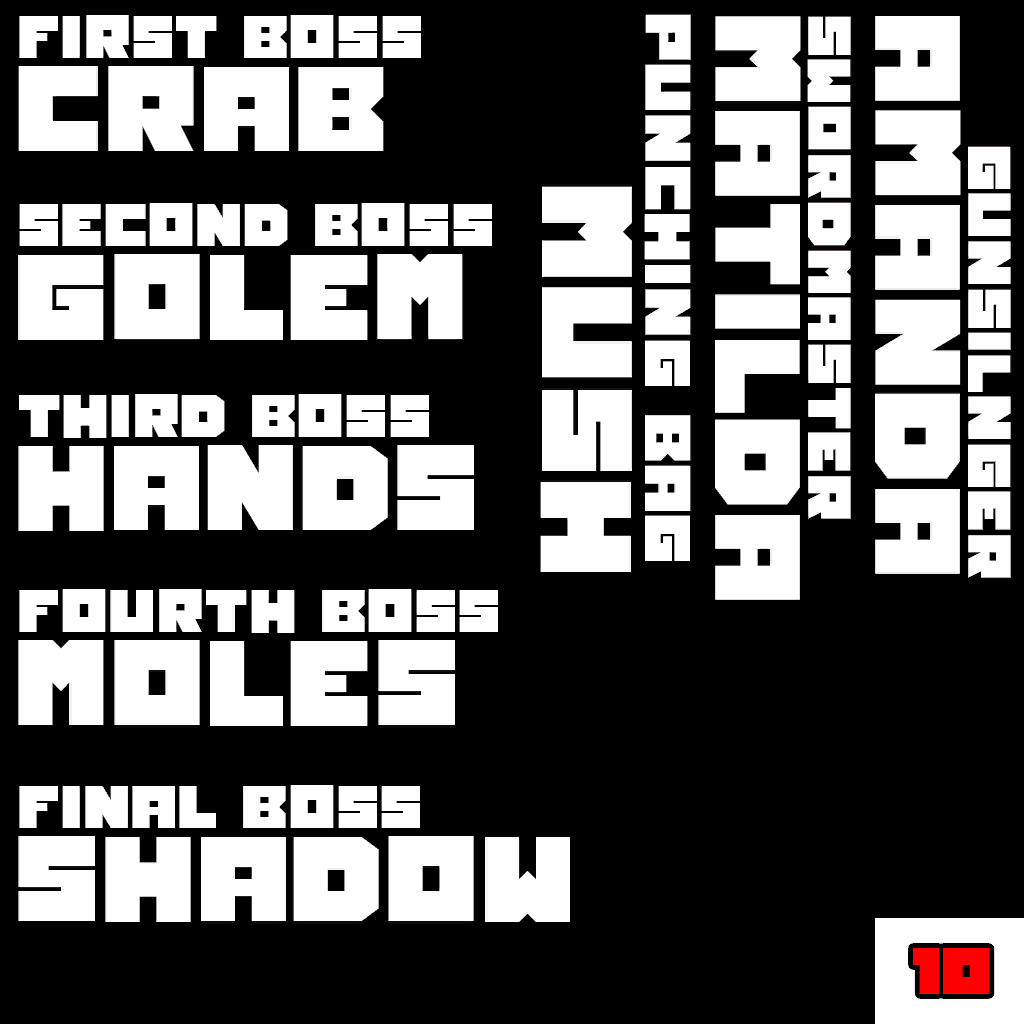 FIRST BOSS
CRAB
SECOND BOSS
GOLEM
THIRD BOSS
HANDS
FOURTH BOSS
MOLES
FINAL BOSS
SHADOW
PUNCHING BAG
MUSH
SWORDMASTER
MATILDA
GUNSILNGER
AMANDA
10